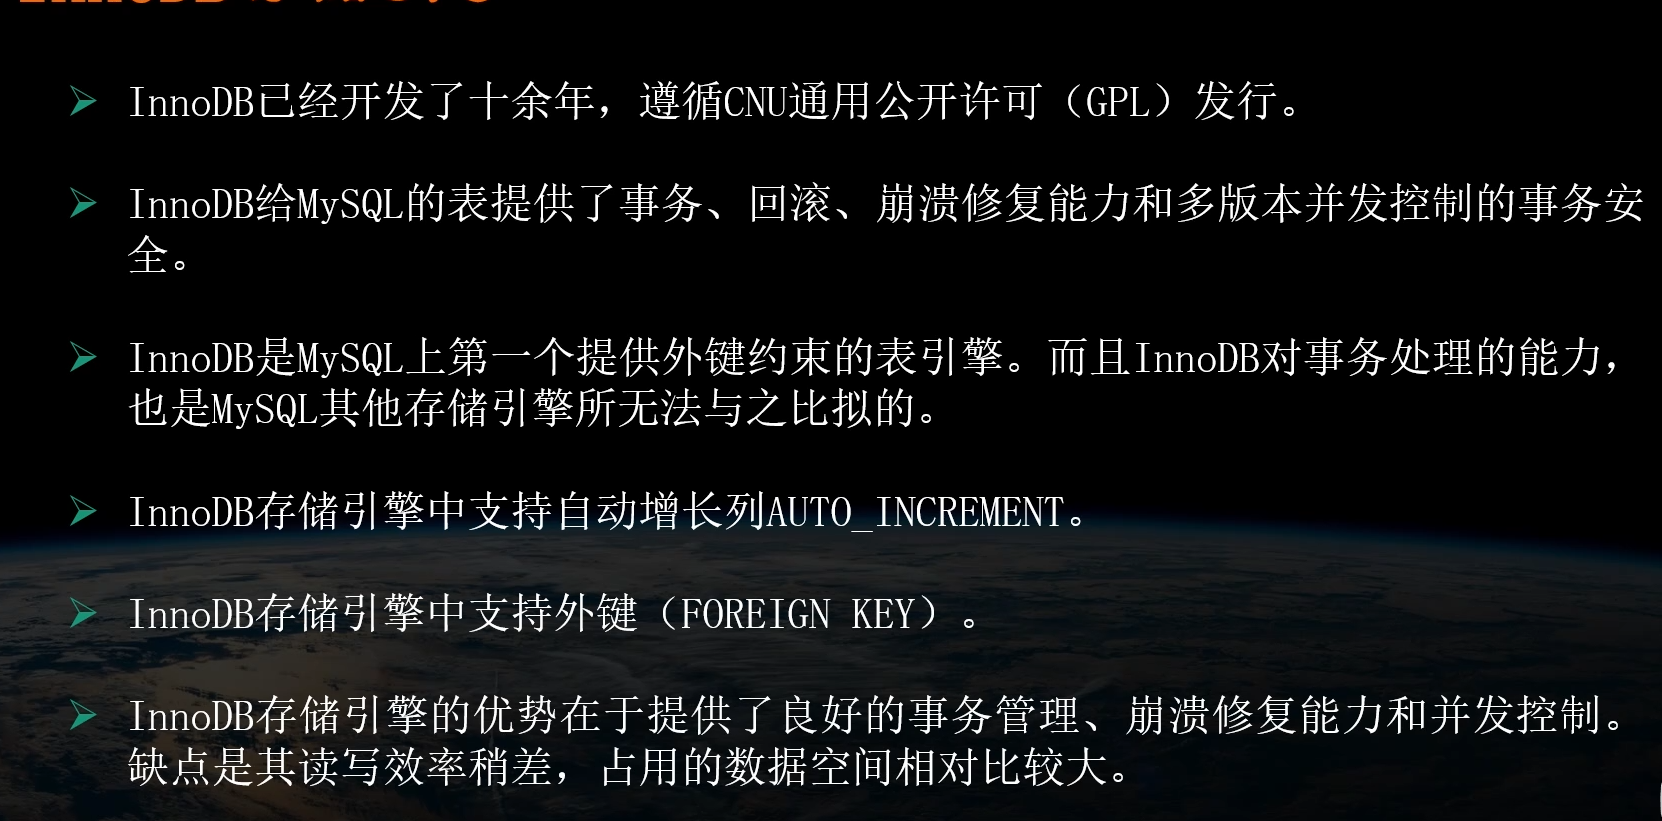 InnoDB已经开发了十余年，遵循CNU通用公开许可（GPL）发行。
InnoDB给MySQL的表提供了事务、回滚、崩溃修复能力和多版本并发控制的事务安
全。
InnoDB是MySQL上第一个提供外键约束的表引擎。而且InnoDB对事务处理的能力，
也是MySQL其他存储引擎所无法与之比拟的。
InnoDB存储引擎中支持自动增长列AUTO_INCREMENT。
InnoDB存储引擎中支持外键（FOREIGN KEY）。
InnoDB存储引擎的优势在于提供了良好的事务管理、崩溃修复能力和并发控制。
缺点是其读写效率稍差，占用的数据空间相对比较大。